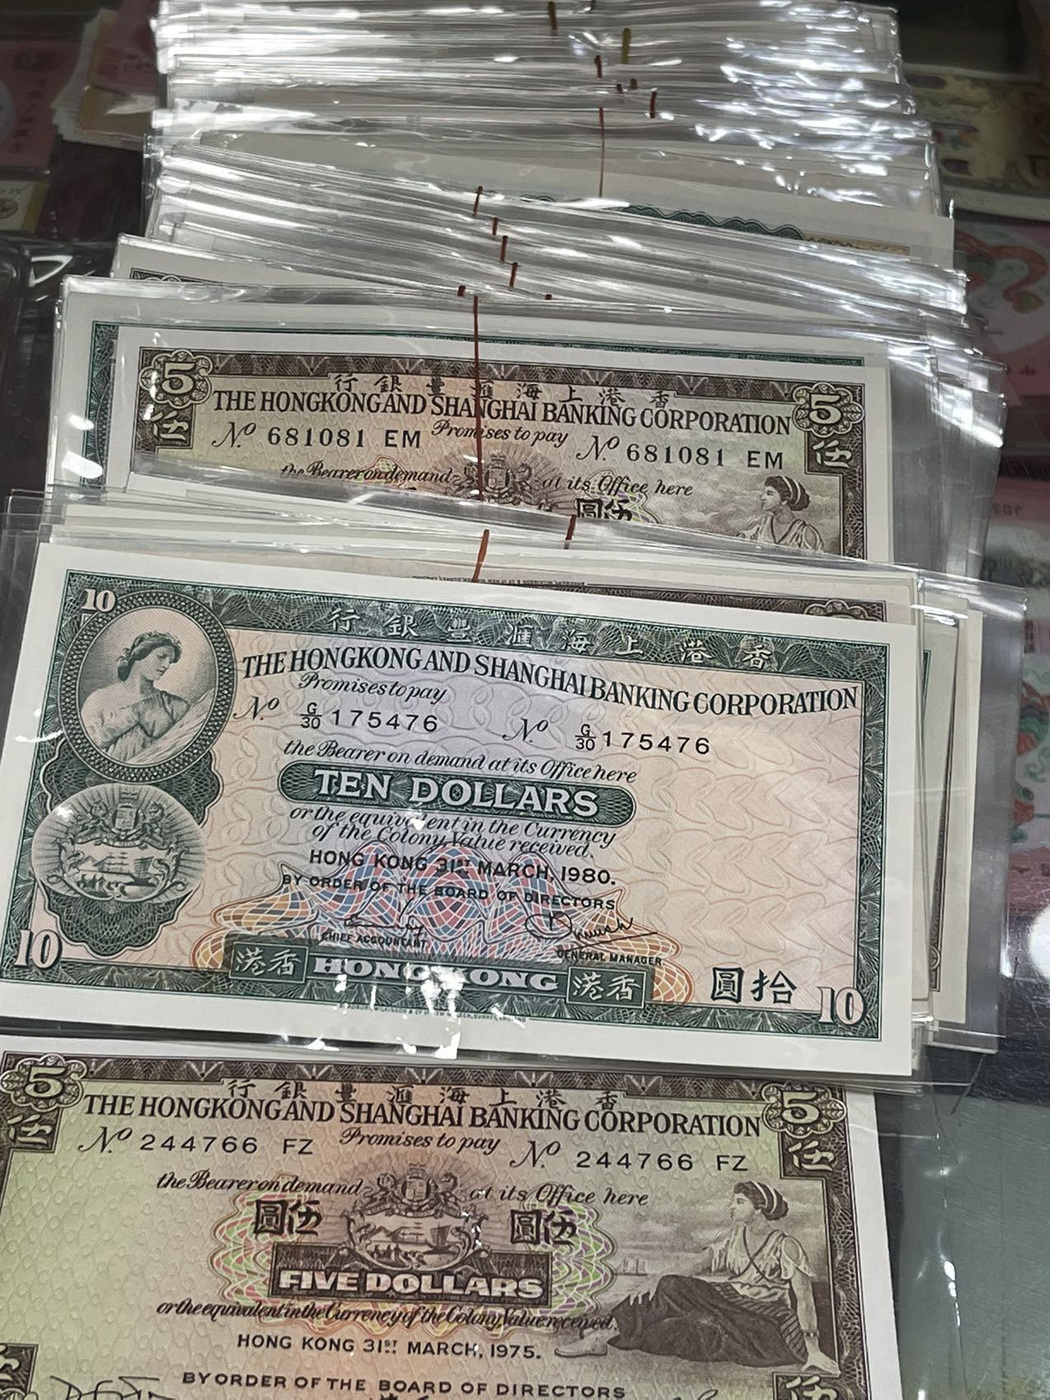 5 行銀豐滙海上港香 5
THE HONGKONG AND SHANGHAI BANKING CORPORATION
伍 Nº 681081 EM Promises to pay Nº 681081 EM 伍
the Bearer on demand at its Office here
圓伍
10 行銀豐滙海上港香
THE HONGKONG AND SHANGHAI BANKING CORPORATION
Promises to pay
Nº G/30 175476 Nº G/30 175476
the Bearer on demand at its Office here
TEN DOLLARS
or the equivalent in the Currency
of the Colony, Value received.
HONG KONG 31ST MARCH, 1980.
BY ORDER OF THE BOARD OF DIRECTORS
CHIEF ACCOUNTANT GENERAL MANAGER
10 港香 HONGKONG 港香 圓拾 10
5 行銀豐滙海上港香 5
THE HONGKONG AND SHANGHAI BANKING CORPORATION
伍 Nº 244766 FZ Promises to pay Nº 244766 FZ 伍
the Bearer on demand at its Office here
圓伍 圓伍
FIVE DOLLARS
or the equivalent in the Currency of the Colony, Value received.
HONG KONG 31ST MARCH, 1975.
BY ORDER OF THE BOARD OF DIRECTORS